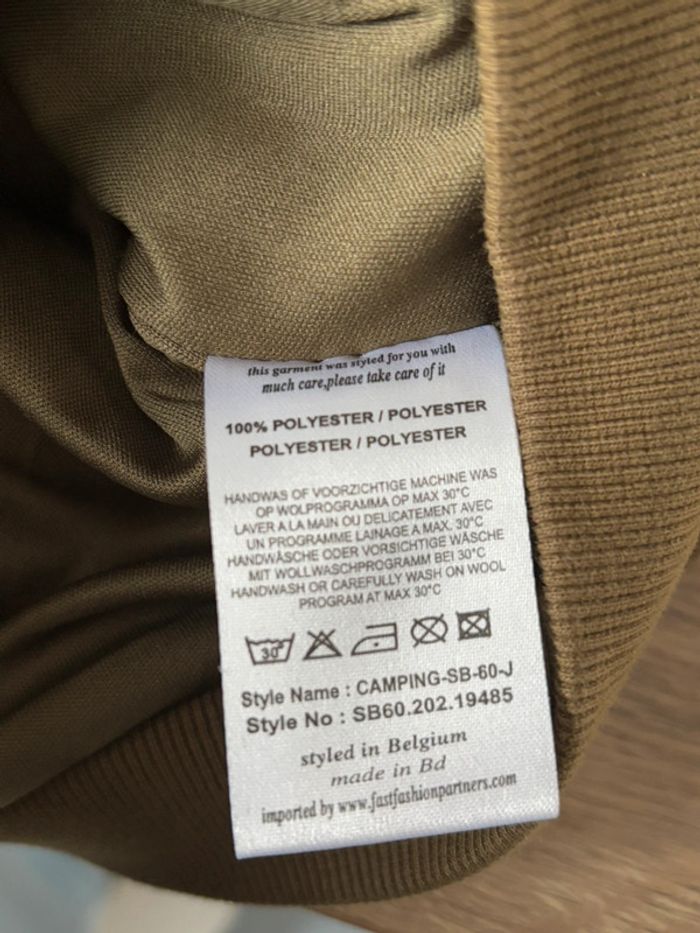 this garment was styled for you with
much care,please take care of it
100% POLYESTER / POLYESTER
POLYESTER / POLYESTER
HANDWAS OF VOORZICHTIGE MACHINE WAS
OP WOLPROGRAMMA OP MAX 30°C
LAVER A LA MAIN OU DELICATEMENT AVEC
UN PROGRAMME LAINAGE A MAX. 30°C
HANDWÄSCHE ODER VORSICHTIGE WÄSCHE
MIT WOLLWASCHPROGRAMM BEI 30°C
HANDWASH OR CAREFULLY WASH ON WOOL
PROGRAM AT MAX 30°C
30°
Style Name : CAMPING-SB-60-J
Style No : SB60.202.19485
styled in Belgium
made in Bd
imported by www.fastfashionpartners.com